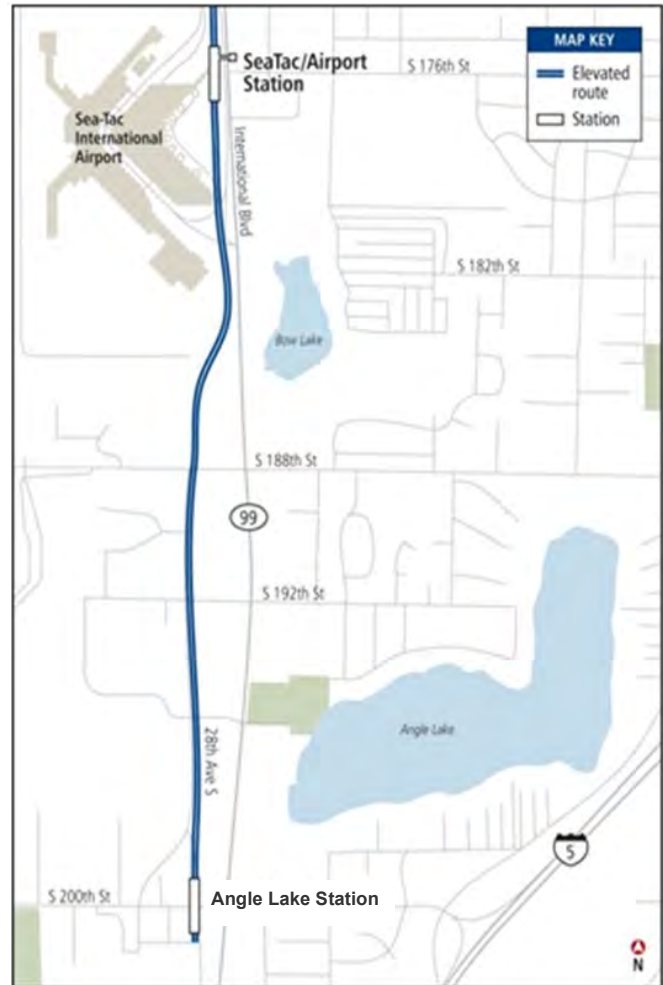 MAP KEY
Elevated
route
Station
SeaTac/Airport
Station
S 176th St
Sea-Tac
International
Airport
International Blvd
S 182th St
Bow Lake
S 188th St
99
S 192th St
Angle Lake
28th Ave S
5
S 200th St
Angle Lake Station
N